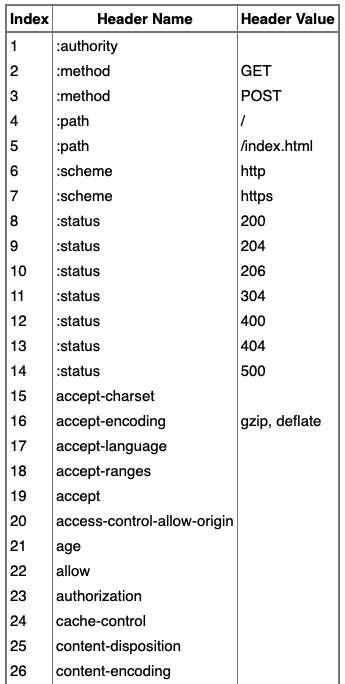 Index Header Name Header Value
1 :authority
2 :method GET
3 :method POST
4 :path /
5 :path /index.html
6 :scheme http
7 :scheme https
8 :status 200
9 :status 204
10 :status 206
11 :status 304
12 :status 400
13 :status 404
14 :status 500
15 accept-charset
16 accept-encoding gzip, deflate
17 accept-language
18 accept-ranges
19 accept
20 access-control-allow-origin
21 age
22 allow
23 authorization
24 cache-control
25 content-disposition
26 content-encoding